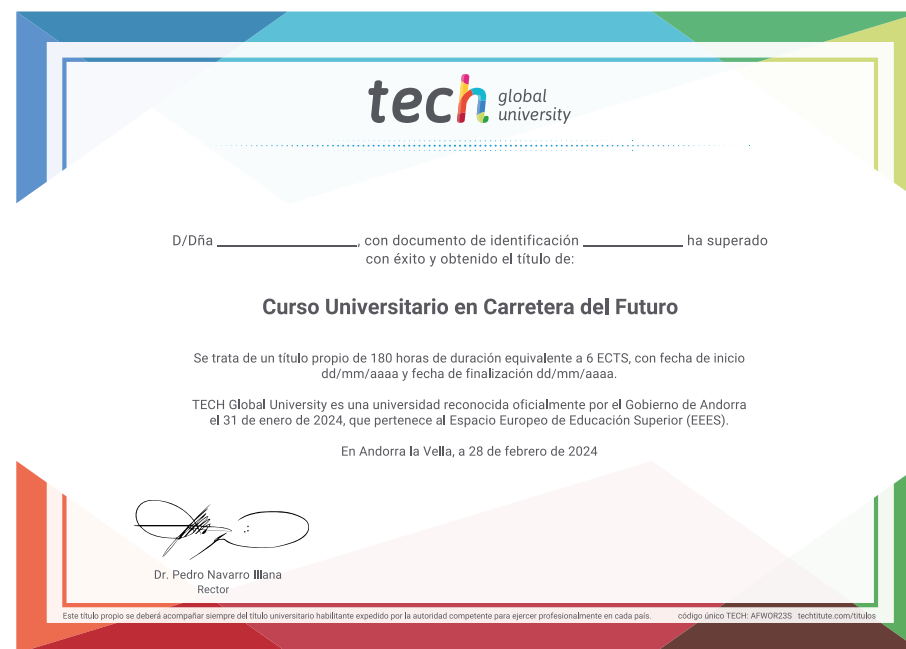 tech global university
D/Dña ____________________, con documento de identificación ______________ ha superado
con éxito y obtenido el título de:
Curso Universitario en Carretera del Futuro
Se trata de un título propio de 180 horas de duración equivalente a 6 ECTS, con fecha de inicio
dd/mm/aaaa y fecha de finalización dd/mm/aaaa.
TECH Global University es una universidad reconocida oficialmente por el Gobierno de Andorra
el 31 de enero de 2024, que pertenece al Espacio Europeo de Educación Superior (EEES).
En Andorra la Vella, a 28 de febrero de 2024
Dr. Pedro Navarro Illana
Rector
Este título propio se deberá acompañar siempre del título universitario habilitante expedido por la autoridad competente para ejercer profesionalmente en cada país. código único TECH: AFWOR23S techtitute.com/titulos